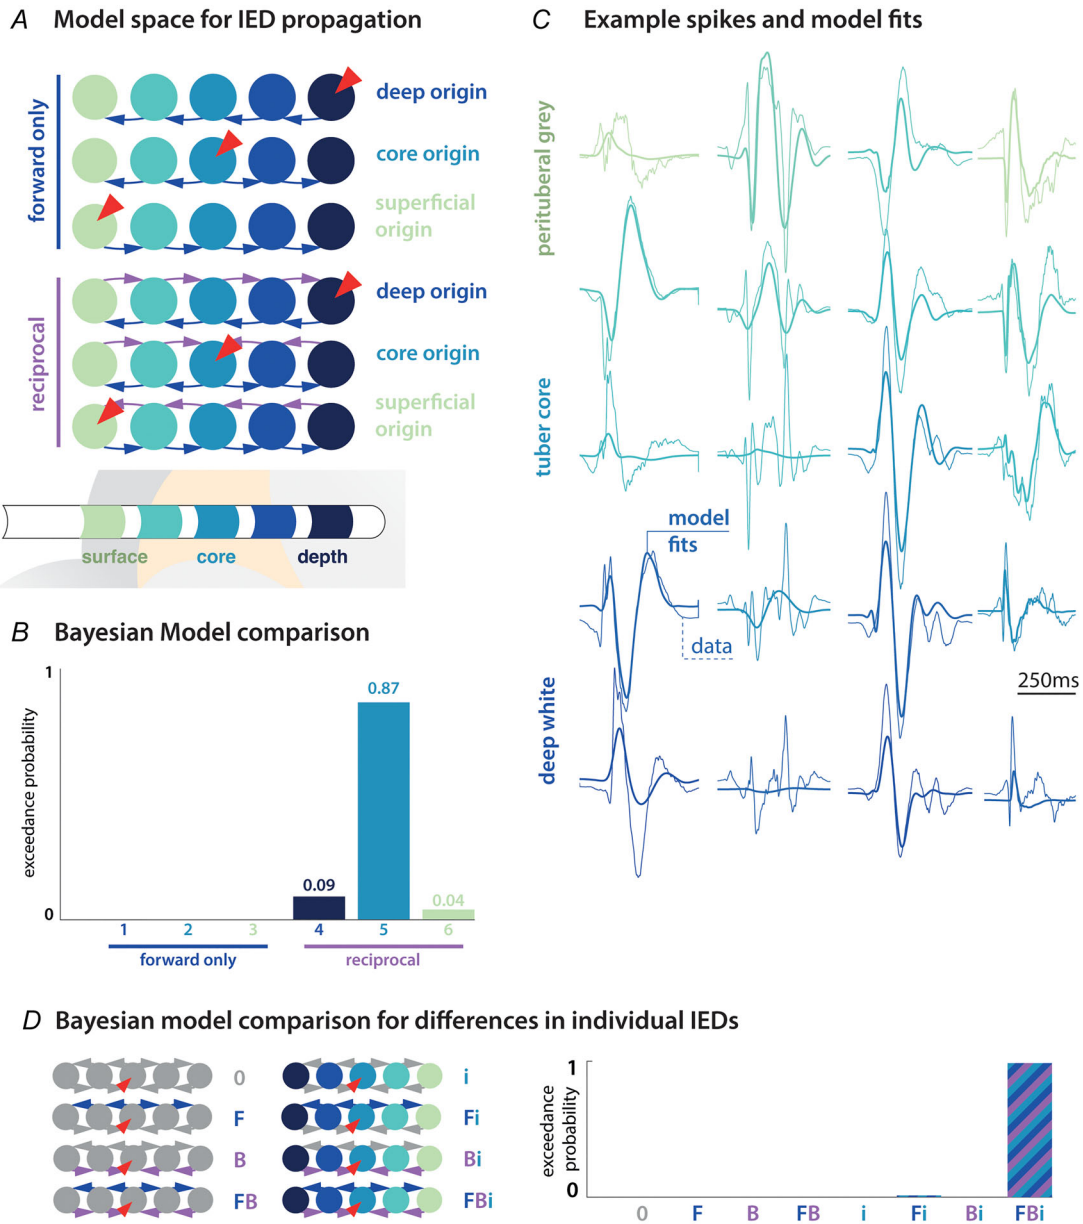 A Model space for IED propagation
forward only
deep origin
core origin
superficial
origin
reciprocal
deep origin
core origin
superficial
origin
surface core depth
B Bayesian Model comparison
exceedance probability
1
0
0.09
0.87
0.04
1 2 3 4 5 6
forward only reciprocal
C Example spikes and model fits
perituberal grey
tuber core
deep white
model
fits
data
250ms
D Bayesian model comparison for differences in individual IEDs
0
F
B
FB
i
Fi
Bi
FBi
exceedance
probability
1
0
0 F B FB i Fi Bi FBi